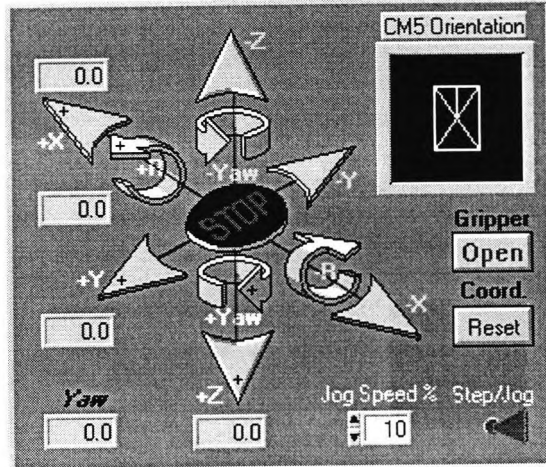 CM5 Orientation
-Z
0.0
+X
+R
-Yaw
-Y
0.0
STOP
Gripper
Open
+Y
-R
Coord.
+Yaw
-X
0.0
Reset
Yaw
+Z
Jog Speed %
Step/Jog
0.0
0.0
10